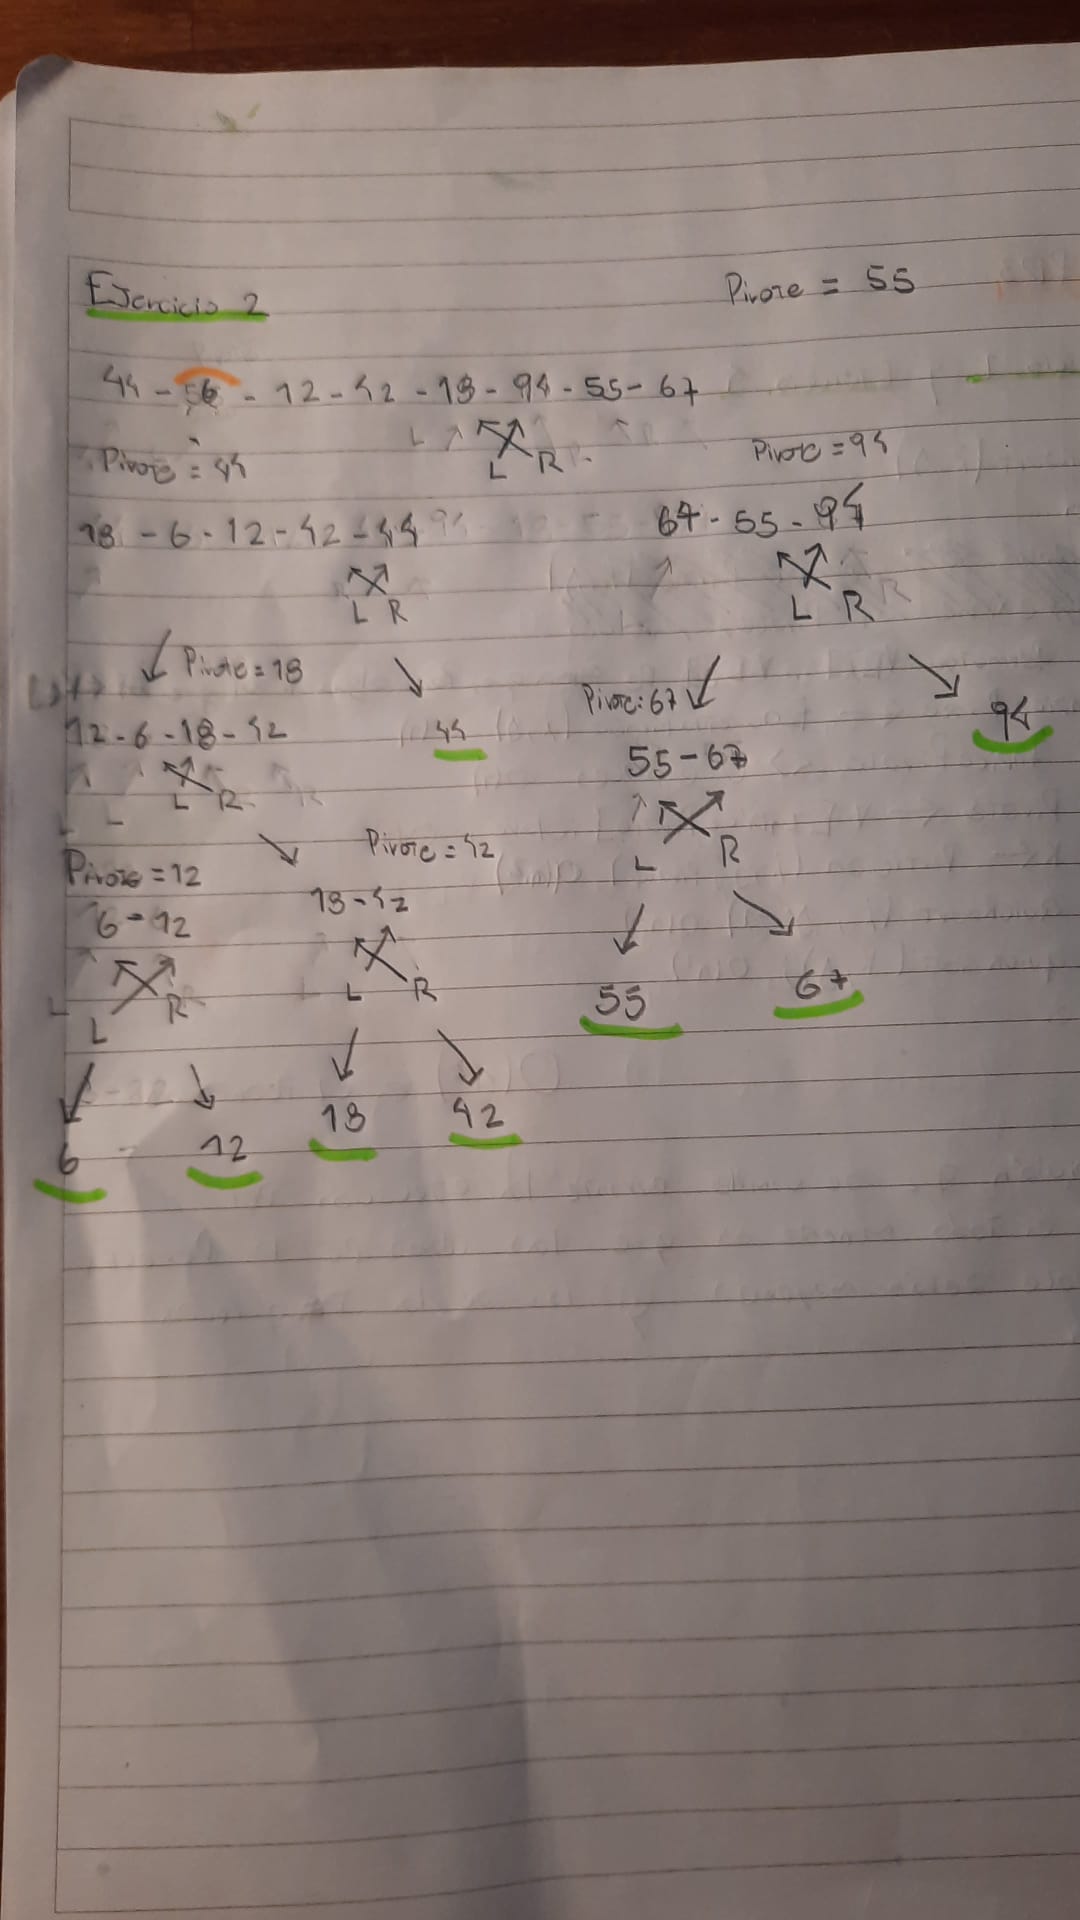 Ejercicio 2
Pivote = 55
44 - 6 - 12 - 42 - 18 - 94 - 55 - 67
L R
Pivote = 44
Pivote = 94
18 - 6 - 12 - 42 - 44
67 - 55 - 94
L R
L R
Pivote = 18
Pivote: 67
12 - 6 - 18 - 42
44
94
55 - 67
L R
L R
Pivote = 12
Pivote = 42
6 - 12
18 - 42
L R
L R
55
67
6
12
18
42